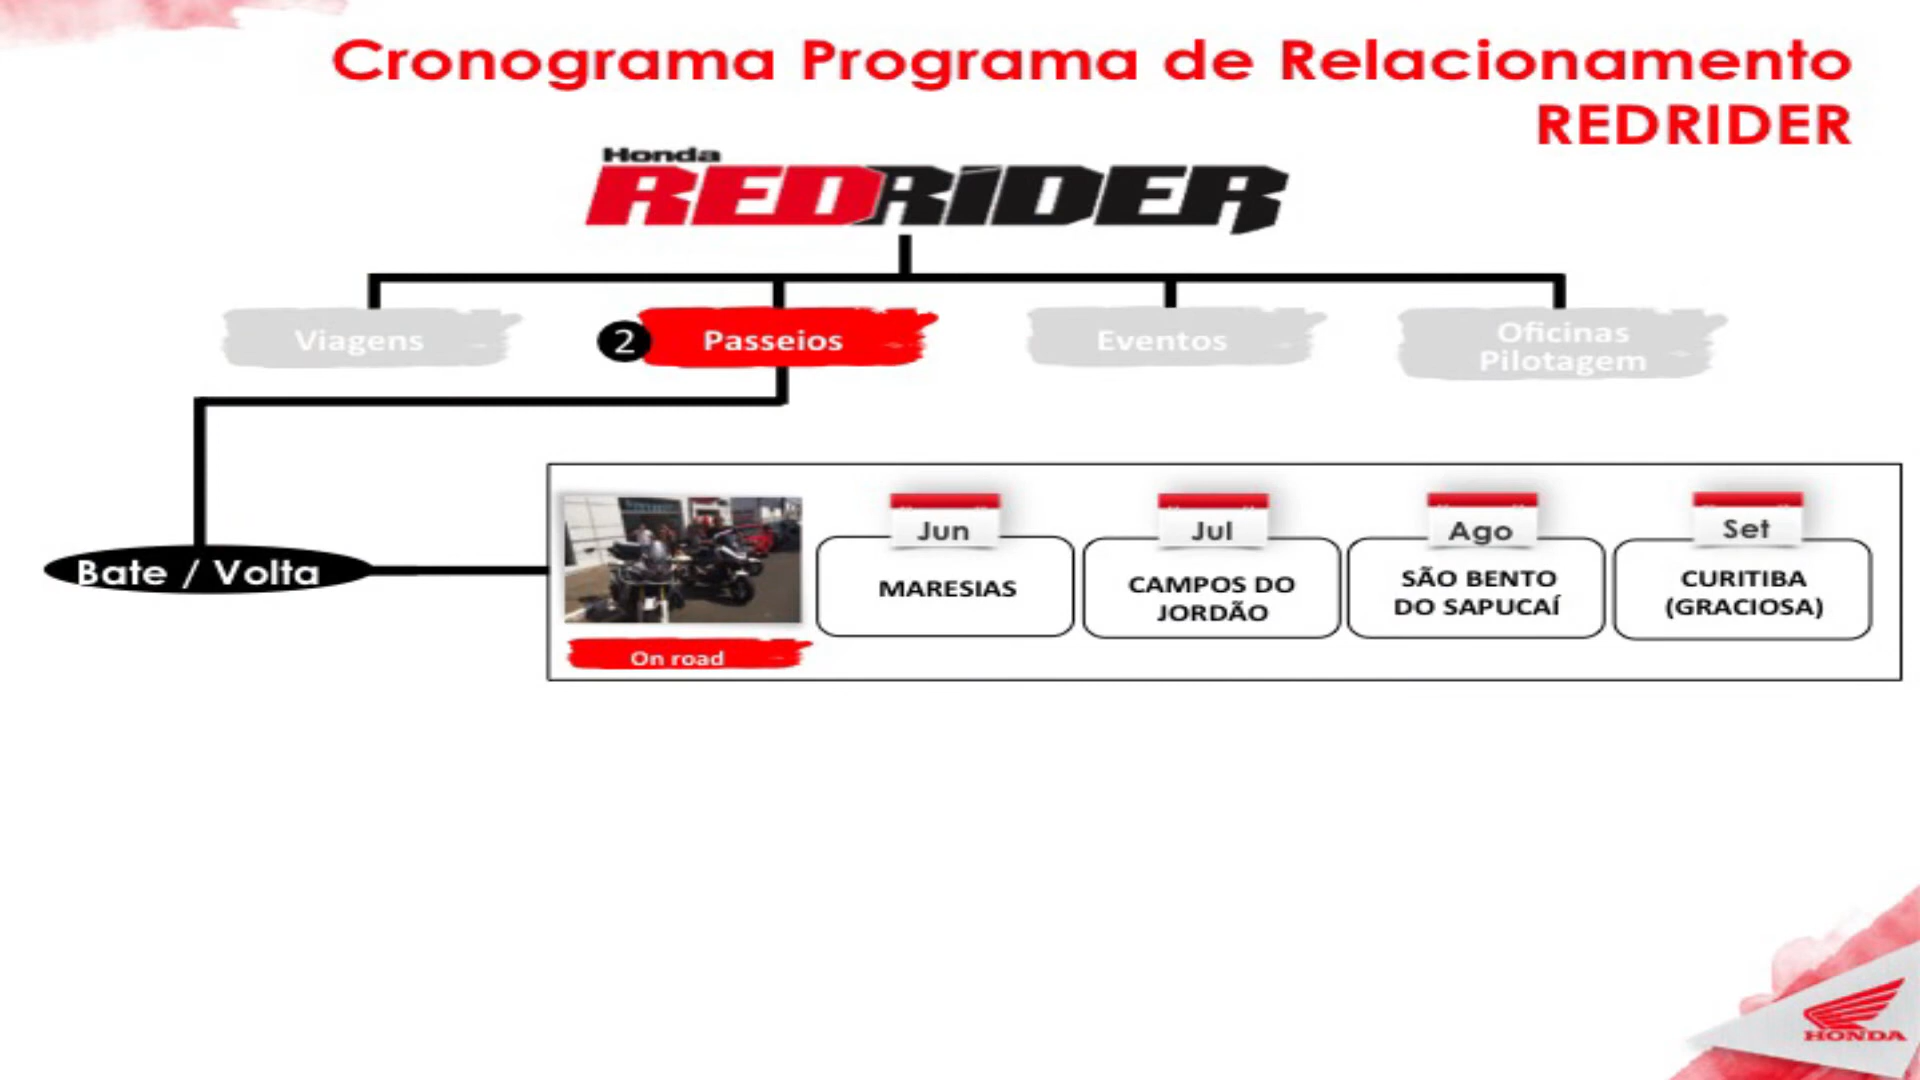 Cronograma Programa de Relacionamento
REDRIDER
Honda
REDRIDER
Viagens
2
Passeios
Eventos
Oficinas
Pilotagem
Bate / Volta
On road
Jun
MARESIAS
Jul
CAMPOS DO
JORDÃO
Ago
SÃO BENTO
DO SAPUCAÍ
Set
CURITIBA
(GRACIOSA)
HONDA